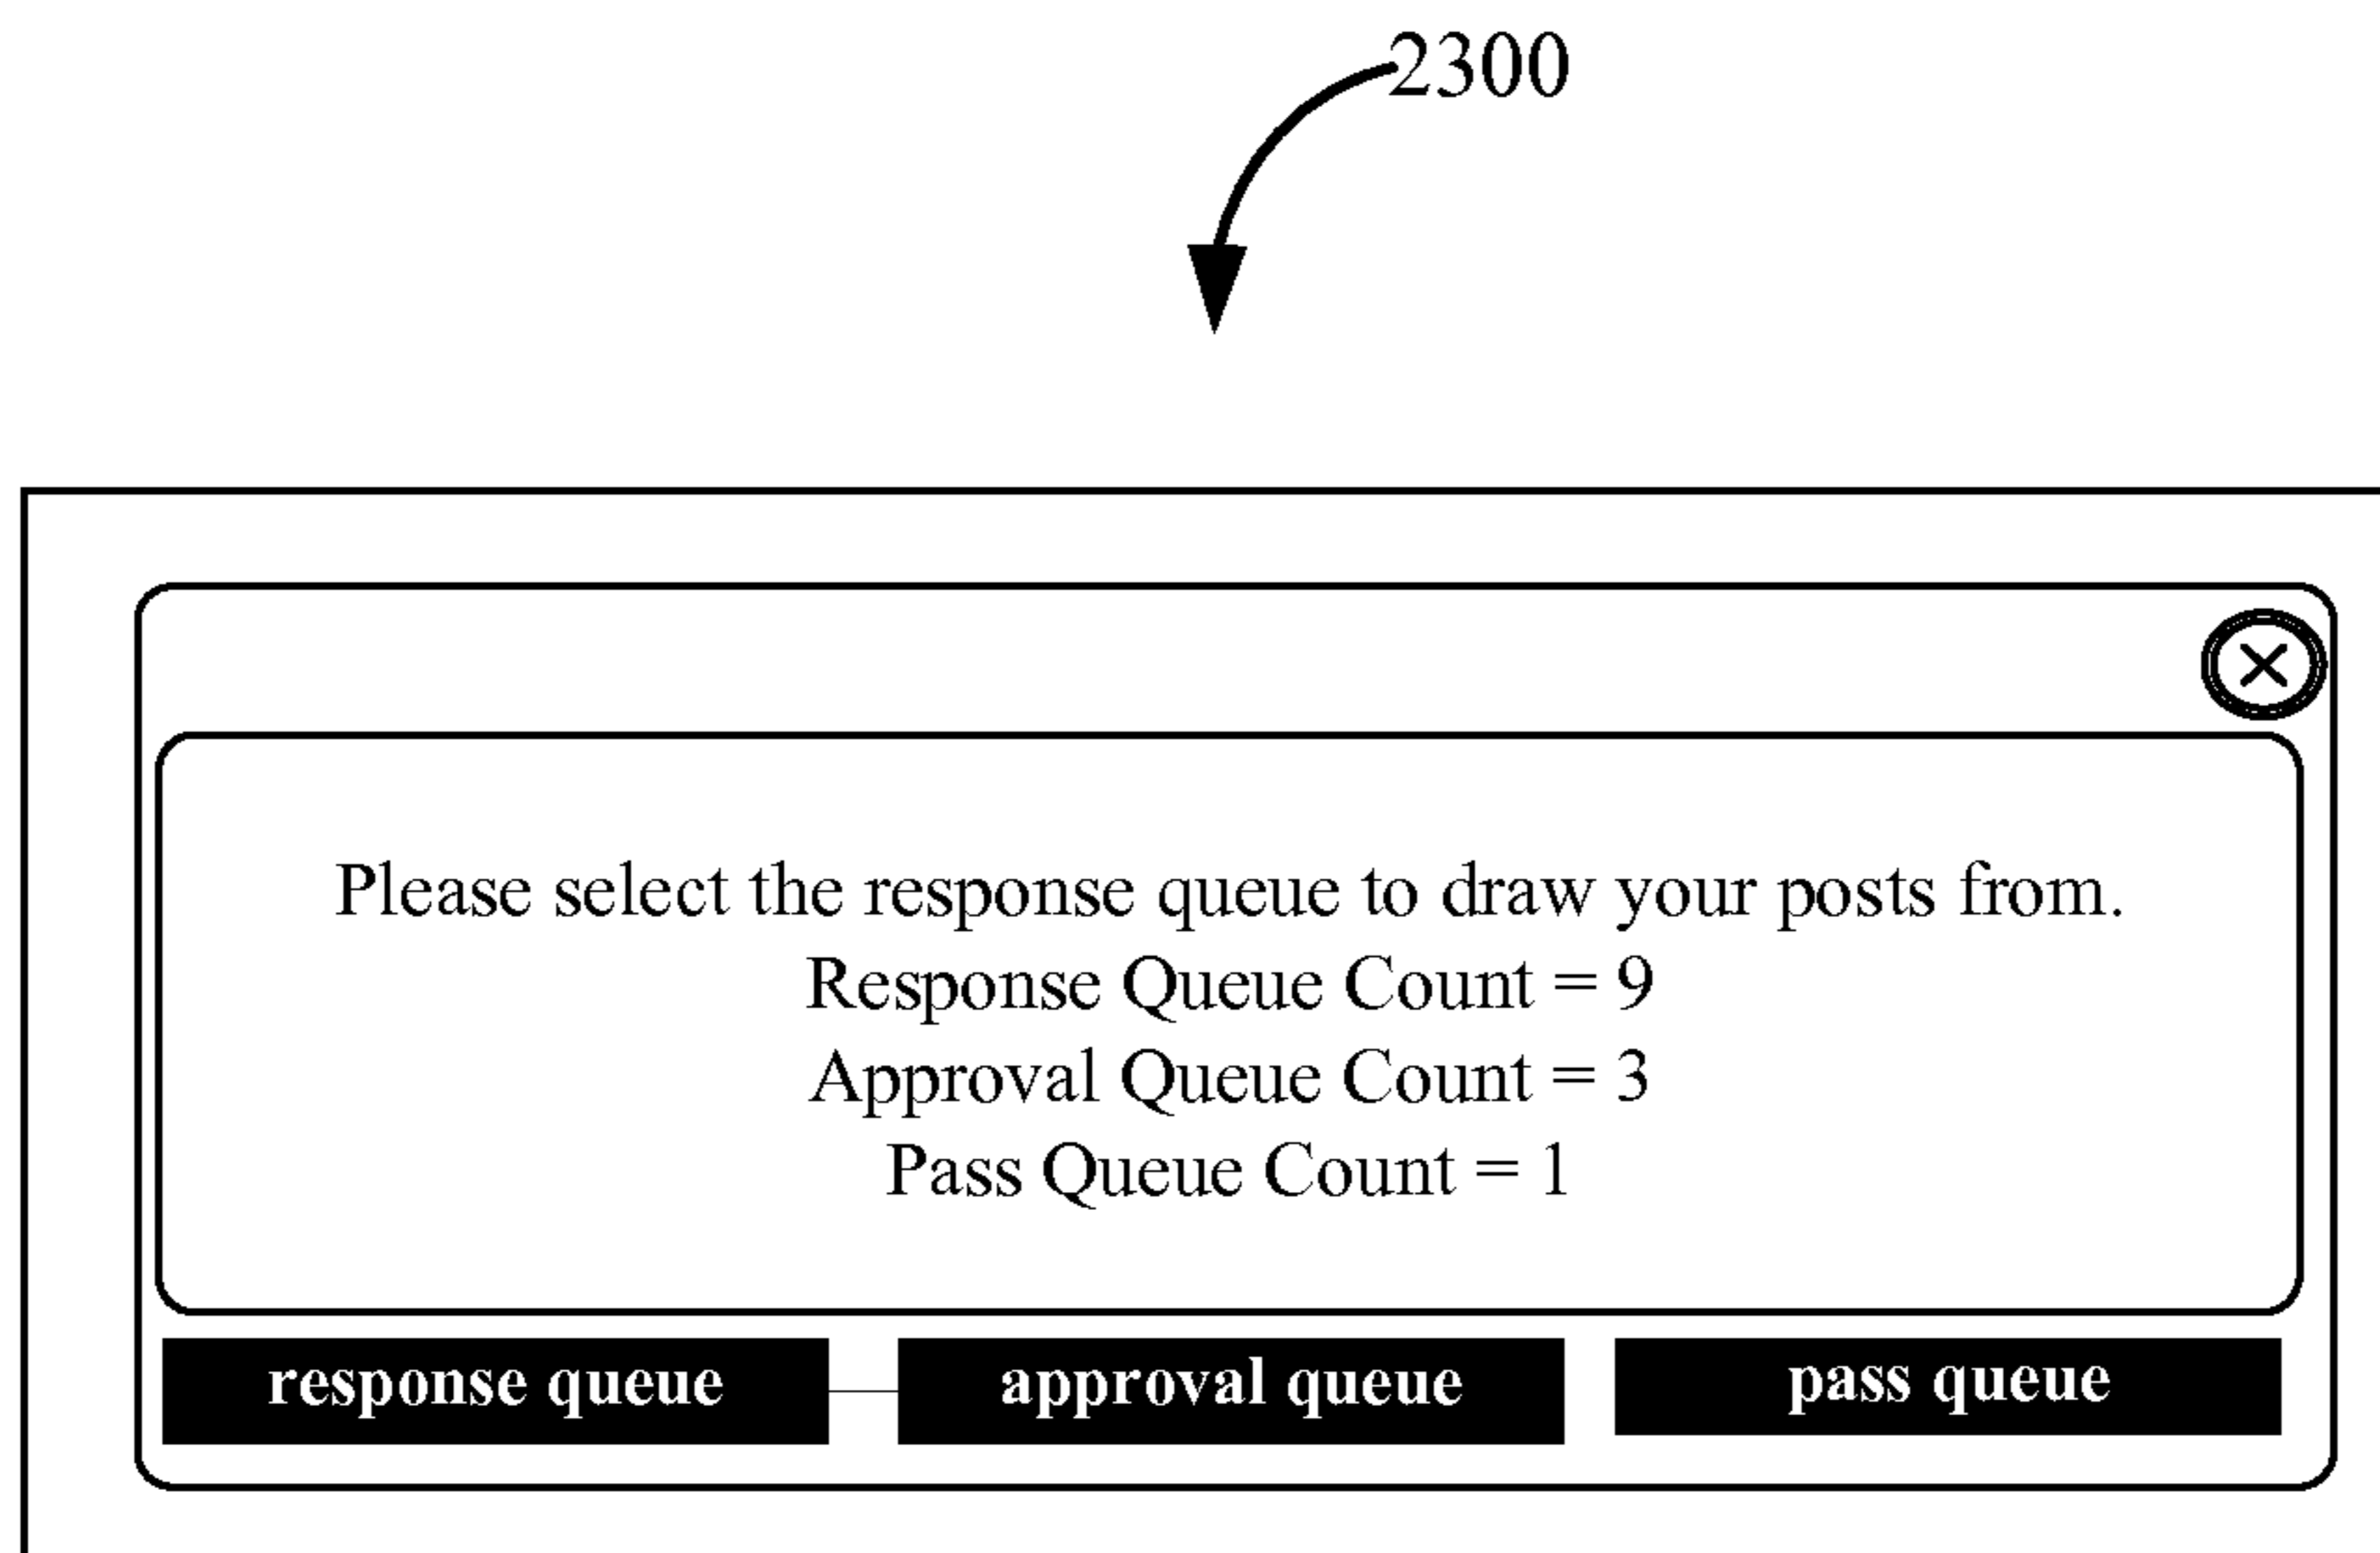 2300
Please select the response queue to draw your posts from.
Response Queue Count = 9
Approval Queue Count = 3
Pass Queue Count = 1
response queue approval queue pass queue